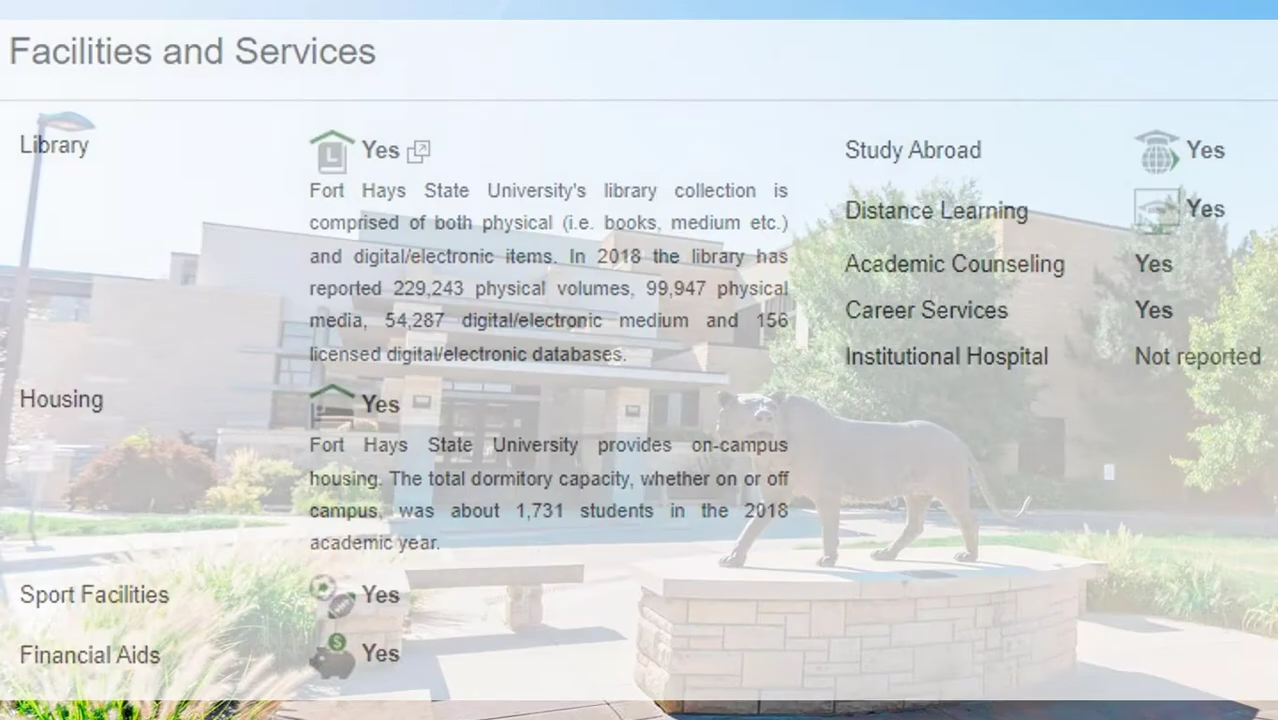 Facilities and Services
Library
Yes
Fort Hays State University's library collection is
comprised of both physical (i.e. books, medium etc.)
and digital/electronic items. In 2018 the library has
reported 229,243 physical volumes, 99,947 physical
media, 54,287 digital/electronic medium and 156
licensed digital/electronic databases.
Housing
Yes
Fort Hays State University provides on-campus
housing. The total dormitory capacity, whether on or off
campus, was about 1,731 students in the 2018
academic year.
Sport Facilities
Yes
Financial Aids
Yes
Study Abroad
Yes
Distance Learning
Yes
Academic Counseling
Yes
Career Services
Yes
Institutional Hospital
Not reported